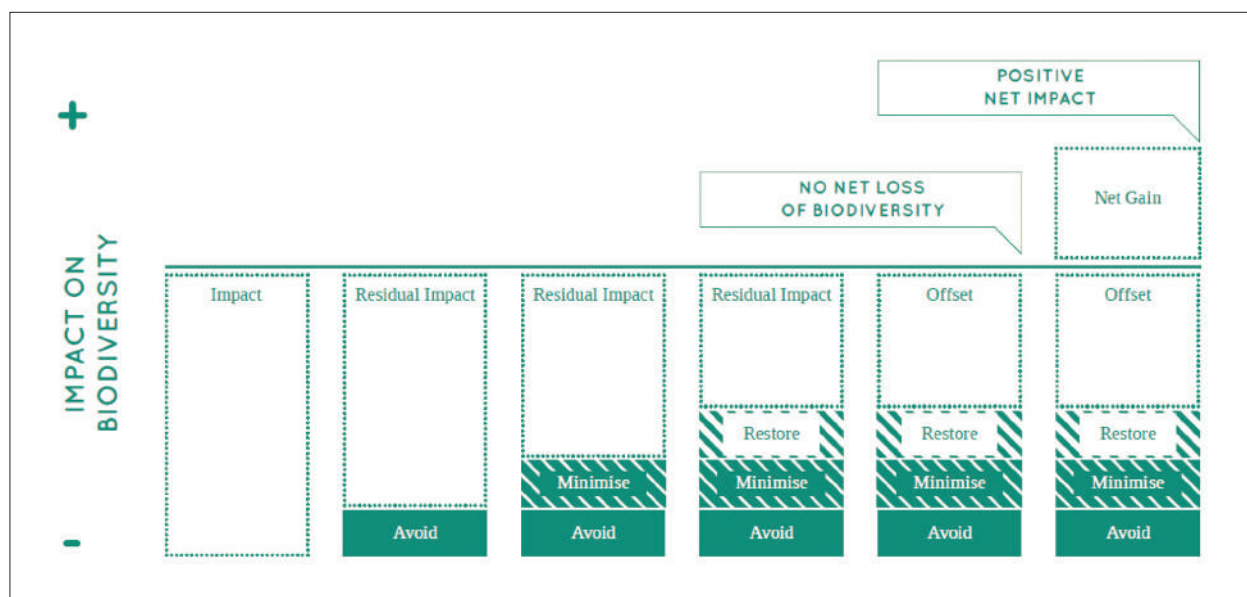 POSITIVE
NET IMPACT
+
NO NET LOSS
OF BIODIVERSITY
Net Gain
IMPACT ON
BIODIVERSITY
Impact
Residual Impact
Residual Impact
Residual Impact
Offset
Offset
Restore
Restore
Restore
Minimise
Minimise
Minimise
Minimise
Avoid
Avoid
Avoid
Avoid
Avoid
-